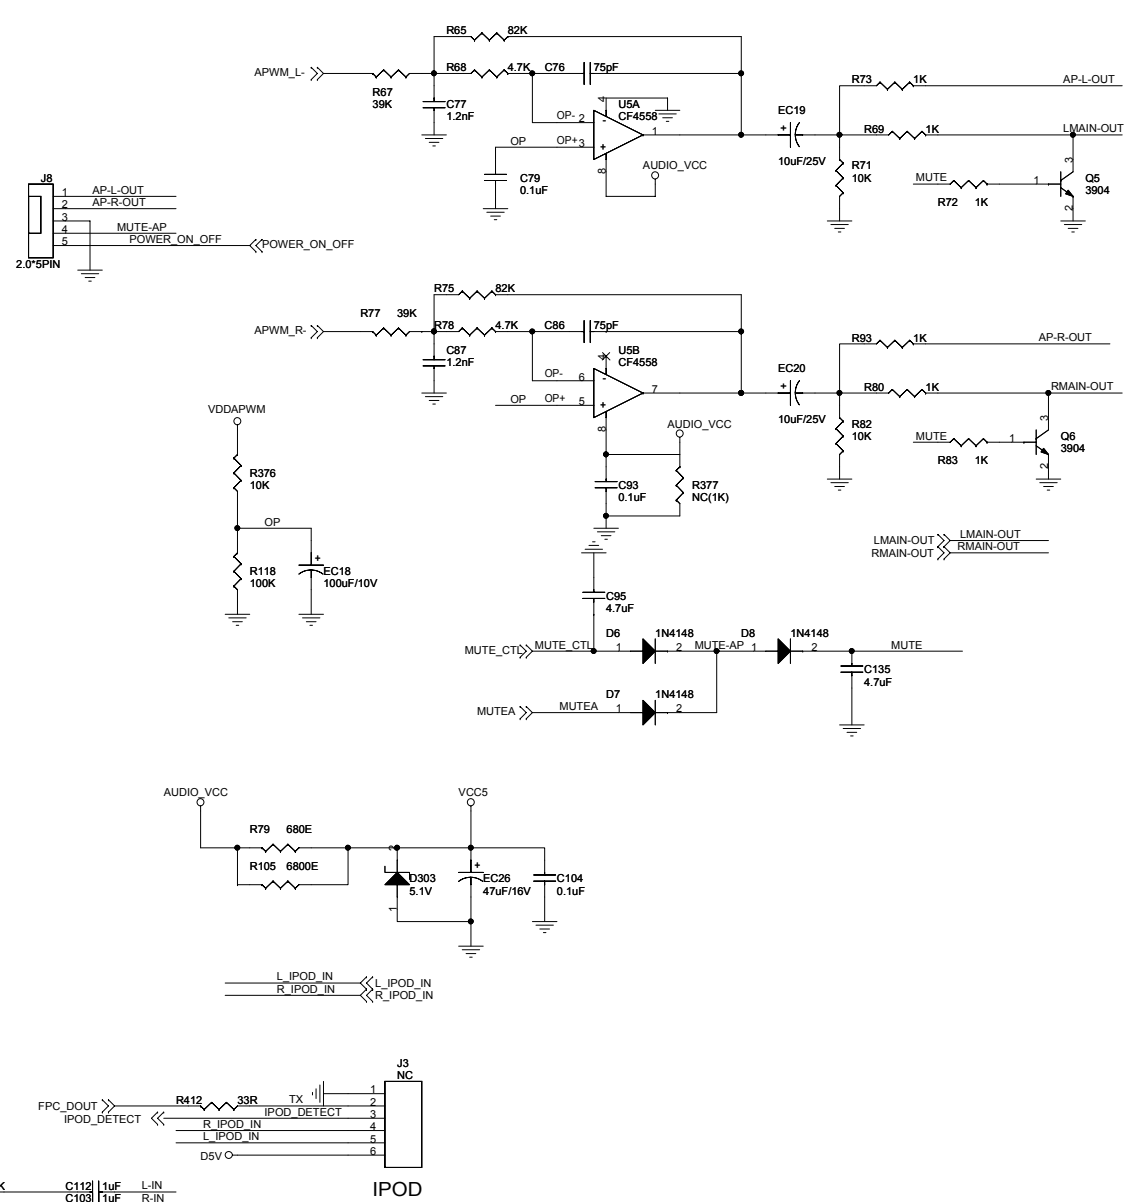 R65 82K
APWM_L- R68 4.7K C76 75pF
R67
39K
C77
1.2nF
4
U5A
CF4558
OP- 2 -
OP OP+ 3 +
1
8
AUDIO_VCC
C79
0.1uF
EC19
+
10uF/25V
R73 1K AP-L-OUT
R69 1K LMAIN-OUT
R71
10K
MUTE
R72 1K
1
3
2
Q5
3904
J8
1 AP-L-OUT
2 AP-R-OUT
3
4 MUTE-AP
5 POWER_ON_OFF POWER_ON_OFF
2.0*5PIN
R75 82K
R77 39K
APWM_R- R78 4.7K C86 75pF
C87
1.2nF
4
U5B
CF4558
OP- 6 -
OP OP+ 5 +
7
8
AUDIO_VCC
C93
0.1uF
R377
NC(1K)
EC20
+
10uF/25V
R93 1K AP-R-OUT
R80 1K RMAIN-OUT
R82
10K
MUTE
R83 1K
1
3
2
Q6
3904
VDDAPWM
R376
10K
OP
R118
100K
+
EC18
100uF/10V
LMAIN-OUT LMAIN-OUT
RMAIN-OUT RMAIN-OUT
C95
4.7uF
D6 1N4148 D8 1N4148
MUTE_CTL MUTE_CTL 1 2 MUTE-AP 1 2 MUTE
C135
4.7uF
D7 1N4148
MUTEA MUTEA 1 2
AUDIO_VCC VCC5
R79 680E
R105 6800E
2
D303
5.1V
1
+
EC26
47uF/16V
C104
0.1uF
L_IPOD_IN L_IPOD_IN
R_IPOD_IN R_IPOD_IN
J3
NC
1
FPC_DOUT R412 33R TX 2
IPOD_DETECT IPOD_DETECT 3
R_IPOD_IN 4
L_IPOD_IN 5
D5V 6
IPOD
K C112 1uF L-IN
C103 1uF R-IN